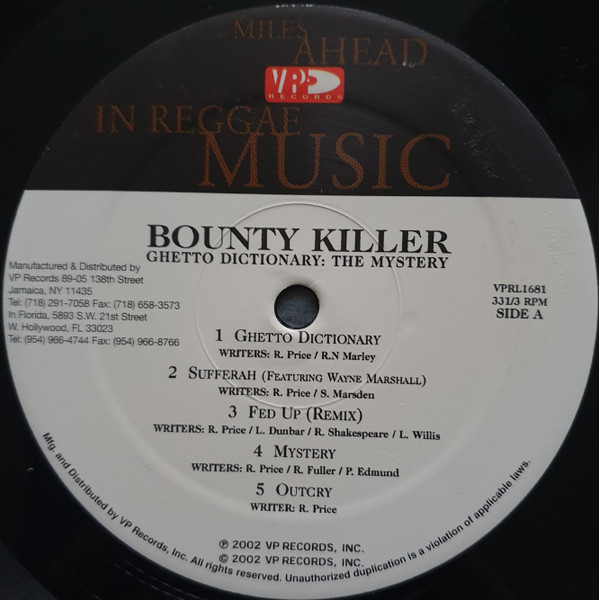 MILES
AHEAD
VP
RECORDS
IN REGGAE
MUSIC
BOUNTY KILLER
GHETTO DICTIONARY: THE MYSTERY
Manufactured & Distributed by
VP Records 89-05 138th Street
Jamaica, NY 11435
Tel: (718) 291-7058 Fax: (718) 658-3573
In Florida, 5893 S.W. 21st Street
W. Hollywood, FL 33023
Tel: (954) 966-4744 Fax: (954) 966-8766
VPRL1681
331/3 RPM
SIDE A
1 GHETTO DICTIONARY
WRITERS: R. Price / R.N Marley
2 SUFFERAH (FEATURING WAYNE MARSHALL)
WRITERS: R. Price / S. Marsden
3 FED UP (REMIX)
WRITERS: R. Price / L. Dunbar / R. Shakespeare / L. Willis
4 MYSTERY
WRITERS: R. Price / R. Fuller / P. Edmund
5 OUTCRY
WRITER: R. Price
℗ 2002 VP RECORDS, INC.
© 2002 VP RECORDS, INC.
Mfg. and Distributed by VP Records, Inc. All rights reserved. Unauthorized duplication is a violation of applicable laws.